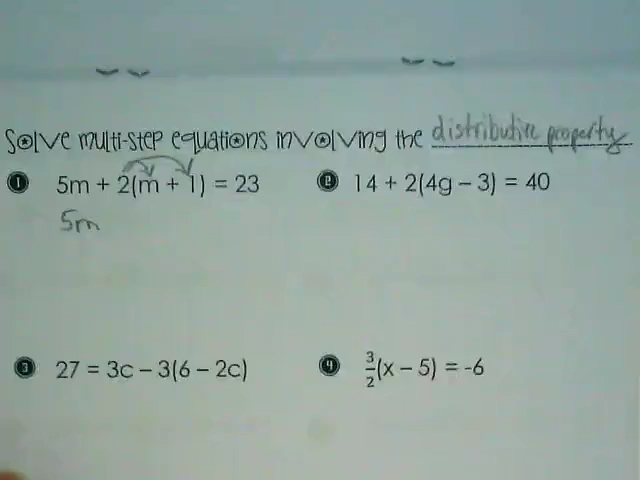 Solve multi-step equations involving the distributive property
1 5m + 2(m + 1) = 23
2 14 + 2(4g – 3) = 40
5m
3 27 = 3c – 3(6 – 2c)
4 3/2(x – 5) = -6